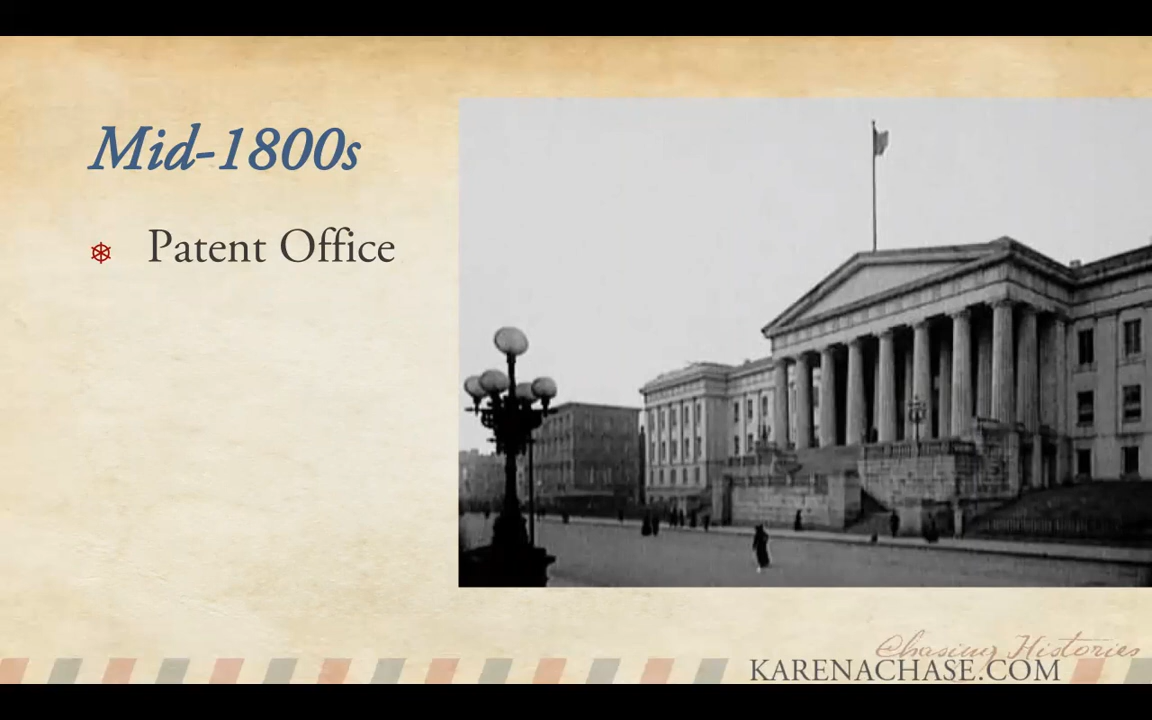 Mid-1800s
Patent Office
Chasing Histories
KARENACHASE.COM